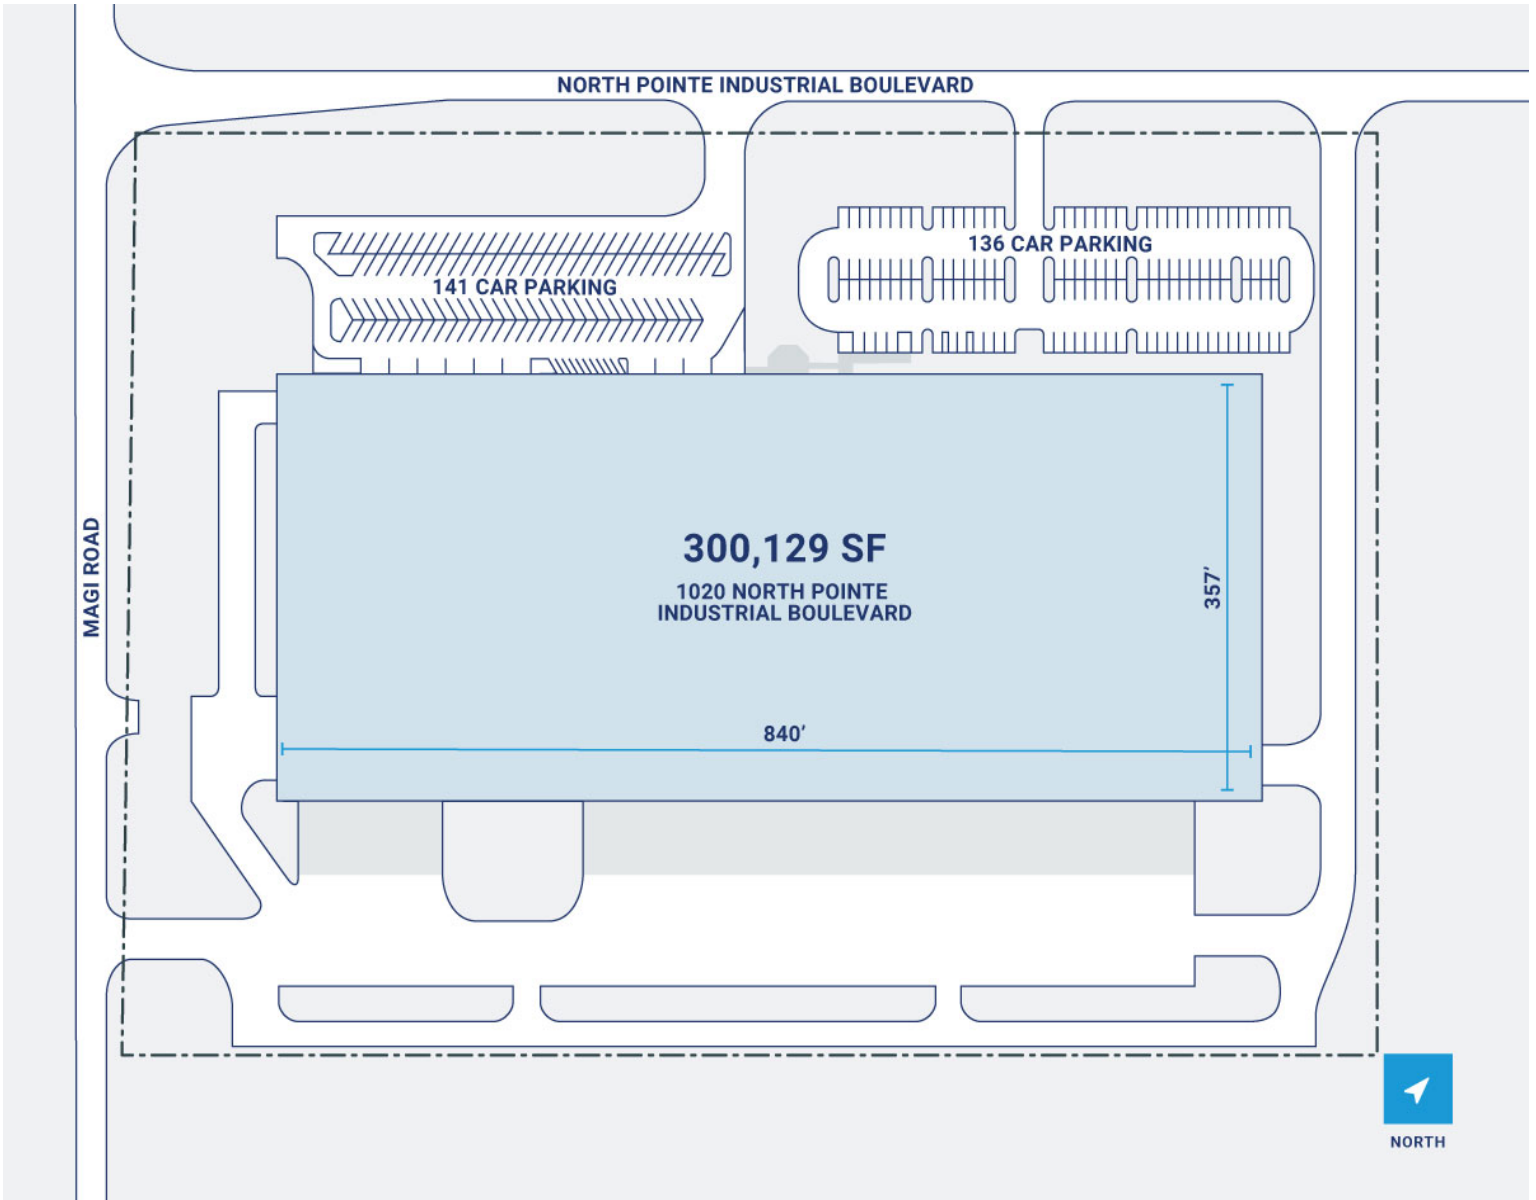 NORTH POINTE INDUSTRIAL BOULEVARD
136 CAR PARKING
141 CAR PARKING
MAGI ROAD
300,129 SF
1020 NORTH POINTE
INDUSTRIAL BOULEVARD
357′
840′
NORTH